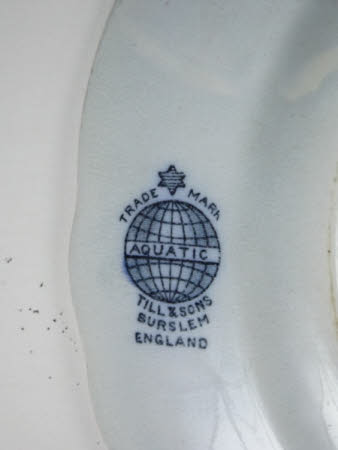 TRADE MARK
AQUATIC
TILL & SONS
BURSLEM
ENGLAND